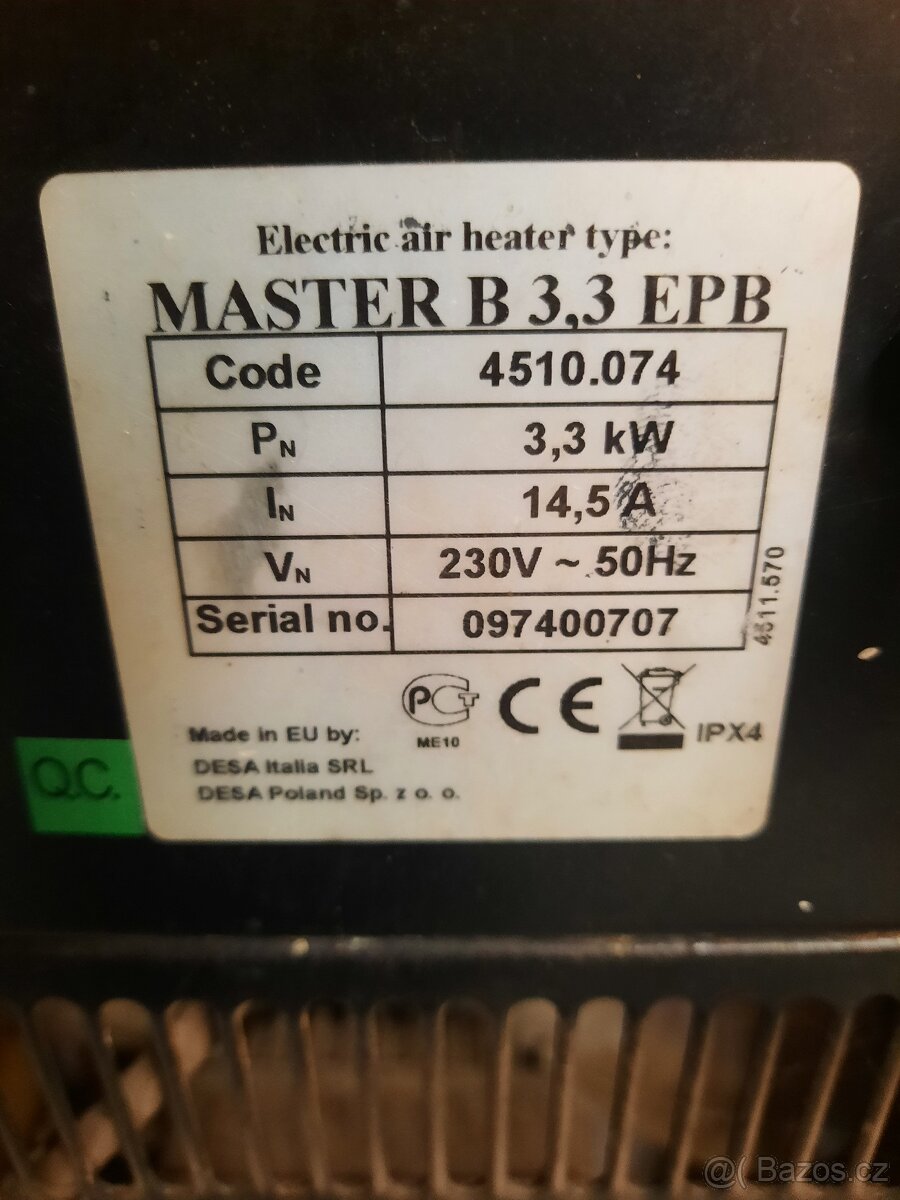 Electric air heater type:
MASTER B 3,3 EPB
Code 4510.074
PN 3,3 kW
IN 14,5 A
VN 230V ~ 50Hz
Serial no. 097400707
4511.570
PCT
ME10
CE
IPX4
Made in EU by:
DESA Italia SRL
DESA Poland Sp. z o. o.
Q.C.
@( Bazos.cz